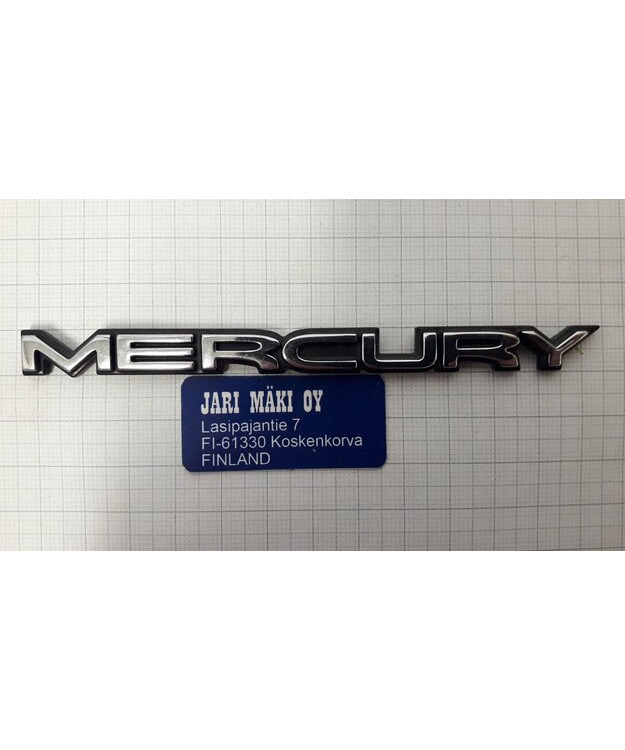 MERCURY
JARI MÄKI OY
Lasipajantie 7
FI-61330 Koskenkorva
FINLAND